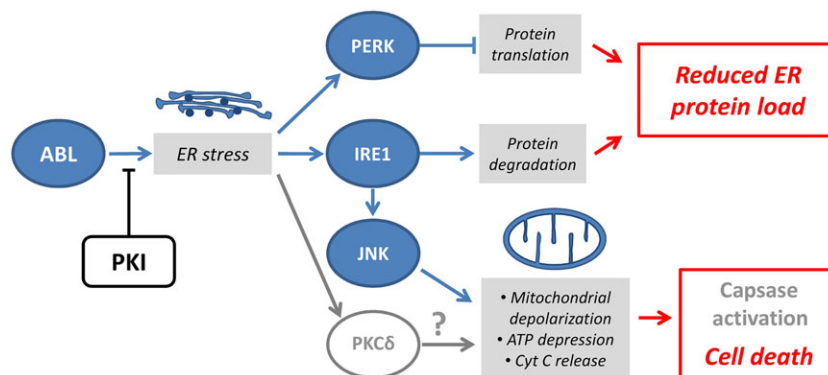 PERK
Protein
translation
Reduced ER
protein load
ABL
ER stress
IRE1
Protein
degradation
PKI
JNK
PKCδ
?
• Mitochondrial
depolarization
• ATP depression
• Cyt C release
Capsase
activation
Cell death